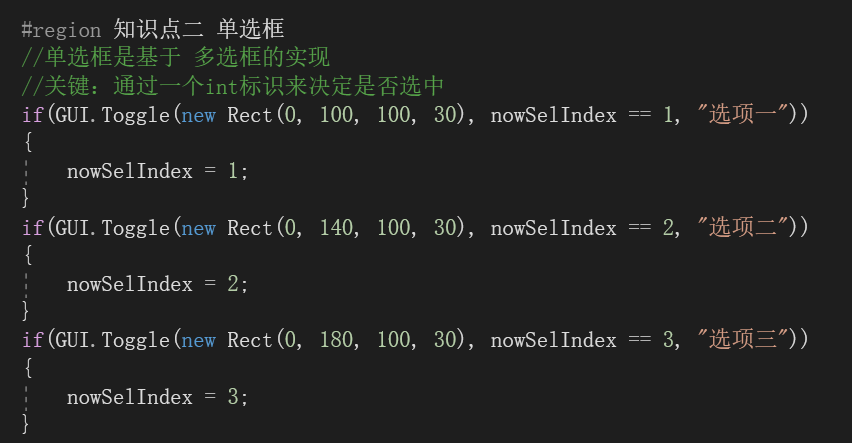 #region 知识点二 单选框
//单选框是基于 多选框的实现
//关键：通过一个int标识来决定是否选中
if(GUI.Toggle(new Rect(0, 100, 100, 30), nowSelIndex == 1, "选项一"))
{
    nowSelIndex = 1;
}
if(GUI.Toggle(new Rect(0, 140, 100, 30), nowSelIndex == 2, "选项二"))
{
    nowSelIndex = 2;
}
if(GUI.Toggle(new Rect(0, 180, 100, 30), nowSelIndex == 3, "选项三"))
{
    nowSelIndex = 3;
}